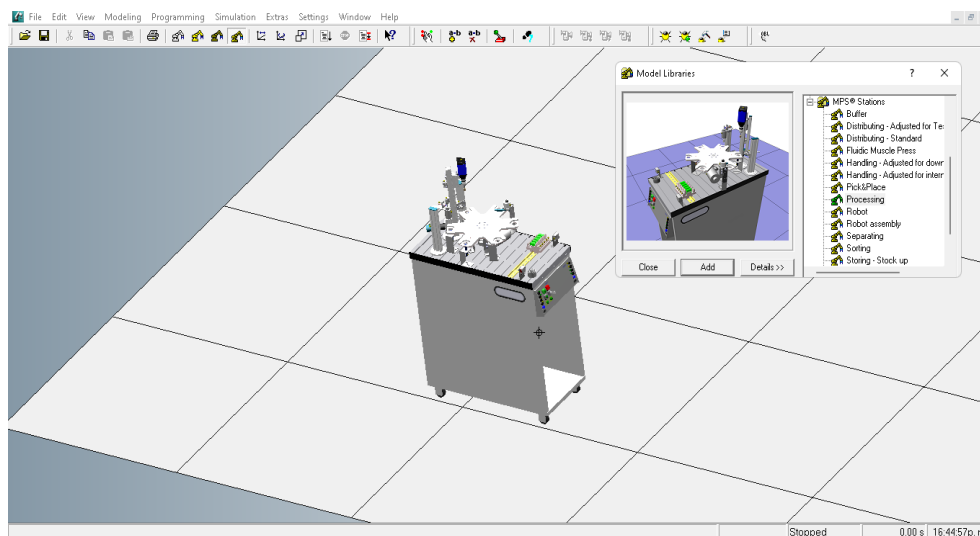 File Edit View Modeling Programming Simulation Extras Settings Window Help
Model Libraries
MPS® Stations
Buffer
Distributing - Adjusted for Te
Distributing - Standard
Fluidic Muscle Press
Handling - Adjusted for dowr
Handling - Adjusted for interr
Pick&Place
Processing
Robot
Robot assembly
Separating
Sorting
Storing - Stock up
Close Add Details >>
Stopped 0.00 s 16:44:57p. r